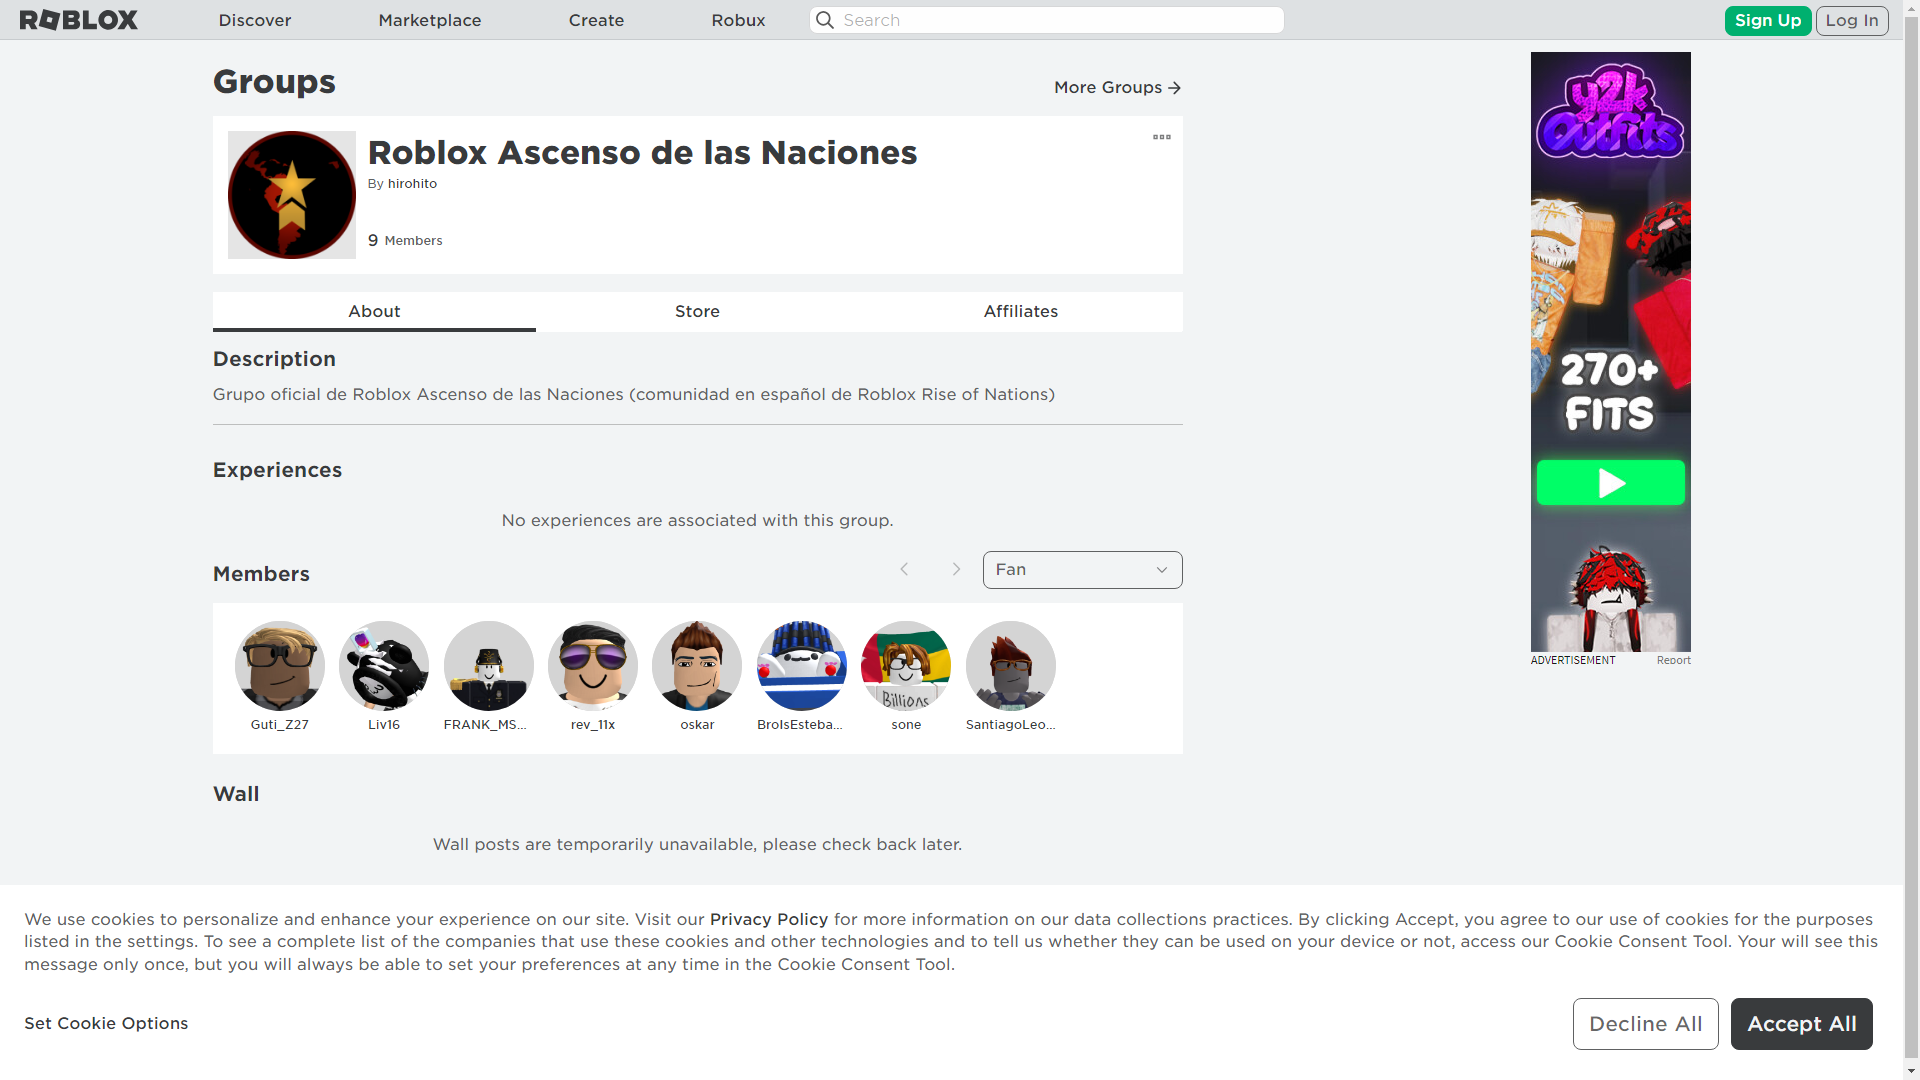 ROBLOX
Discover
Marketplace
Create
Robux
Search
Sign Up
Log In
Groups
More Groups
Roblox Ascenso de las Naciones
By hirohito
9 Members
About
Store
Affiliates
Description
Grupo oficial de Roblox Ascenso de las Naciones (comunidad en español de Roblox Rise of Nations)
Experiences
No experiences are associated with this group.
Members
Fan
Guti_Z27
Liv16
FRANK_MS...
rev_11x
oskar
BroIsEsteba...
Billions
sone
SantiagoLeo...
Wall
Wall posts are temporarily unavailable, please check back later.
y2k
Outfits
270+
FITS
ADVERTISEMENT
Report
We use cookies to personalize and enhance your experience on our site. Visit our Privacy Policy for more information on our data collections practices. By clicking Accept, you agree to our use of cookies for the purposes
listed in the settings. To see a complete list of the companies that use these cookies and other technologies and to tell us whether they can be used on your device or not, access our Cookie Consent Tool. Your will see this
message only once, but you will always be able to set your preferences at any time in the Cookie Consent Tool.
Set Cookie Options
Decline All
Accept All